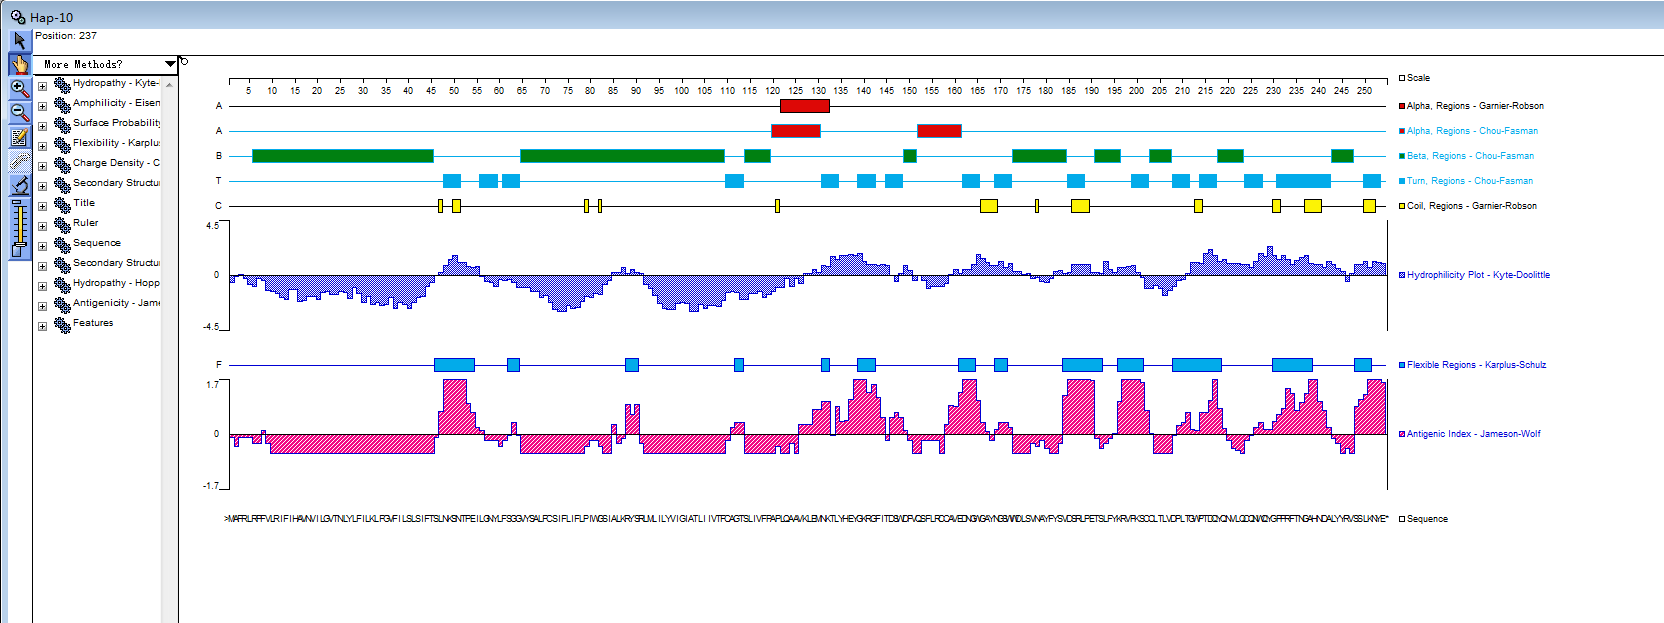 Hap-10
Position: 237
More Methods?
Hydropathy - Kyte-
Amphilicity - Eisen
Surface Probability
Flexibility - Karplus
Charge Density - C
Secondary Structu
Title
Ruler
Sequence
Secondary Structu
Hydropathy - Hopp
Antigenicity - Jame
Features
Scale
5 10 15 20 25 30 35 40 45 50 55 60 65 70 75 80 85 90 95 100 105 110 115 120 125 130 135 140 145 150 155 160 165 170 175 180 185 190 195 200 205 210 215 220 225 230 235 240 245 250
A Alpha, Regions - Garnier-Robson
A Alpha, Regions - Chou-Fasman
B Beta, Regions - Chou-Fasman
T Turn, Regions - Chou-Fasman
C Coil, Regions - Garnier-Robson
4.5
0 Hydrophilicity Plot - Kyte-Doolittle
-4.5
F Flexible Regions - Karplus-Schulz
1.7
0 Antigenic Index - Jameson-Wolf
-1.7
Sequence